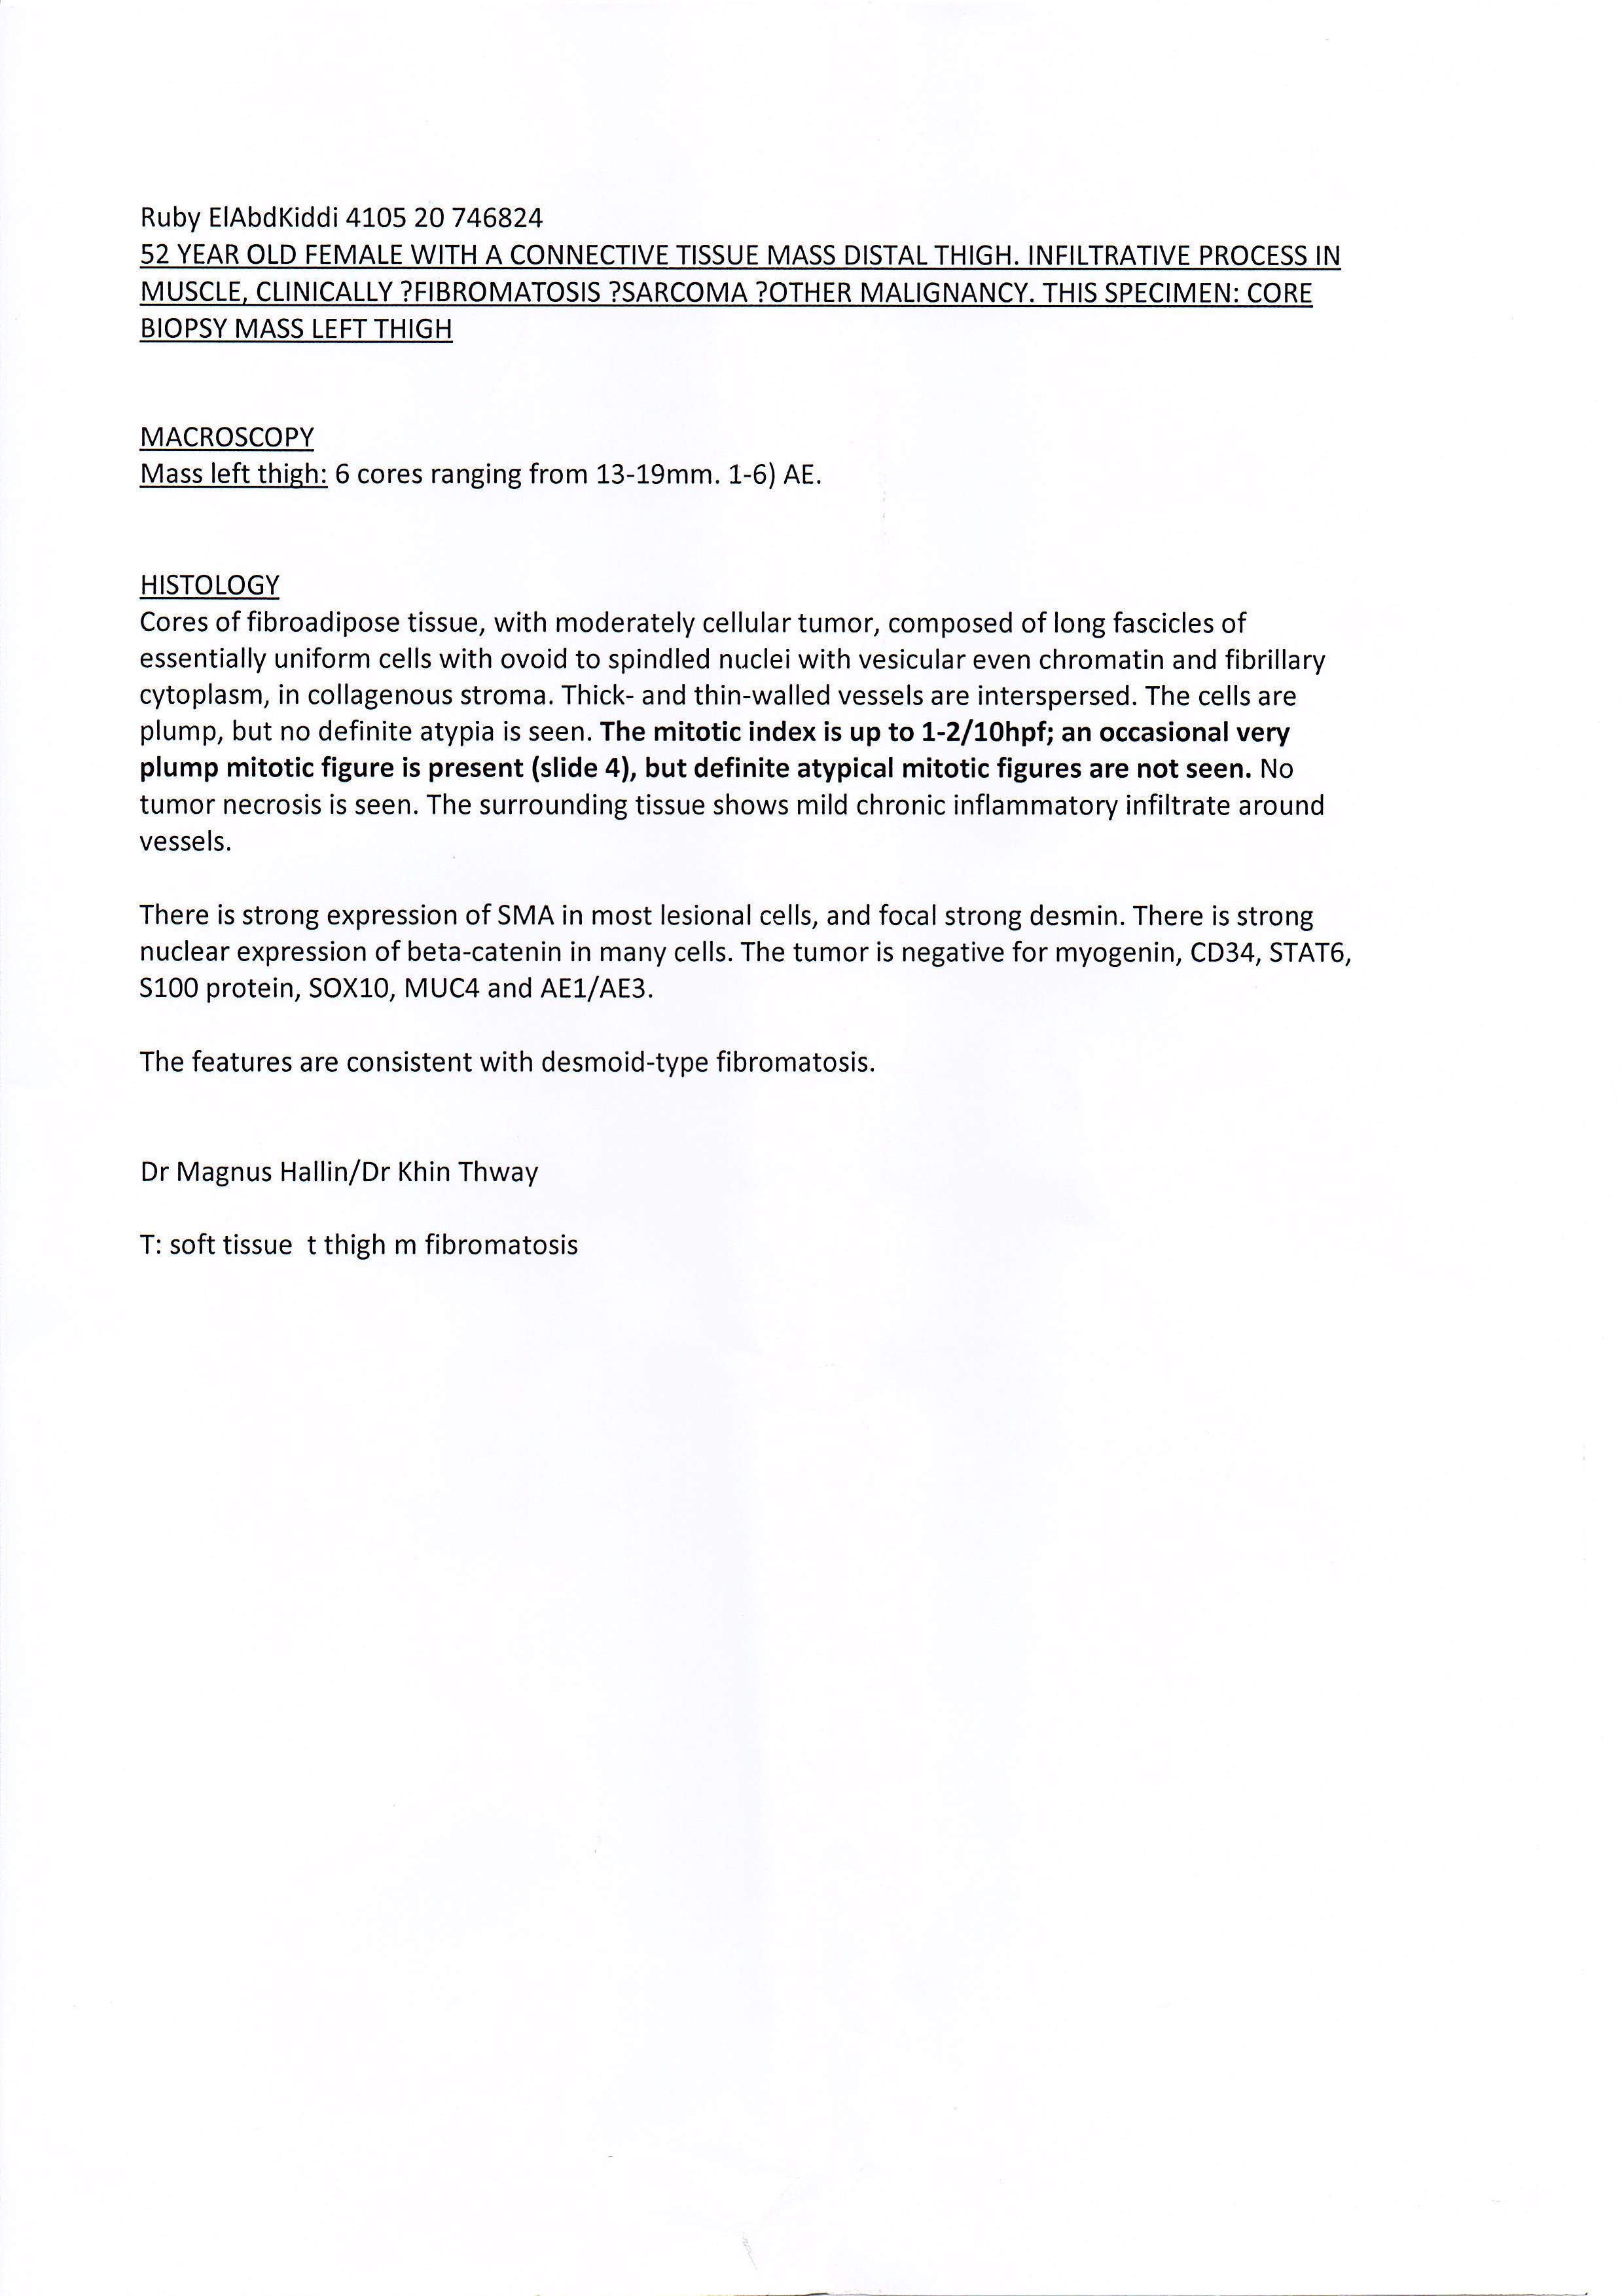 Ruby ElAbdKiddi 4105 20 746824
52 YEAR OLD FEMALE WITH A CONNECTIVE TISSUE MASS DISTAL THIGH. INFILTRATIVE PROCESS IN
MUSCLE, CLINICALLY ?FIBROMATOSIS ?SARCOMA ?OTHER MALIGNANCY. THIS SPECIMEN: CORE
BIOPSY MASS LEFT THIGH
MACROSCOPY
Mass left thigh: 6 cores ranging from 13-19mm. 1-6) AE.
HISTOLOGY
Cores of fibroadipose tissue, with moderately cellular tumor, composed of long fascicles of
essentially uniform cells with ovoid to spindled nuclei with vesicular even chromatin and fibrillary
cytoplasm, in collagenous stroma. Thick- and thin-walled vessels are interspersed. The cells are
plump, but no definite atypia is seen. The mitotic index is up to 1-2/10hpf; an occasional very
plump mitotic figure is present (slide 4), but definite atypical mitotic figures are not seen. No
tumor necrosis is seen. The surrounding tissue shows mild chronic inflammatory infiltrate around
vessels.
There is strong expression of SMA in most lesional cells, and focal strong desmin. There is strong
nuclear expression of beta-catenin in many cells. The tumor is negative for myogenin, CD34, STAT6,
S100 protein, SOX10, MUC4 and AE1/AE3.
The features are consistent with desmoid-type fibromatosis.
Dr Magnus Hallin/Dr Khin Thway
T: soft tissue  t thigh m fibromatosis